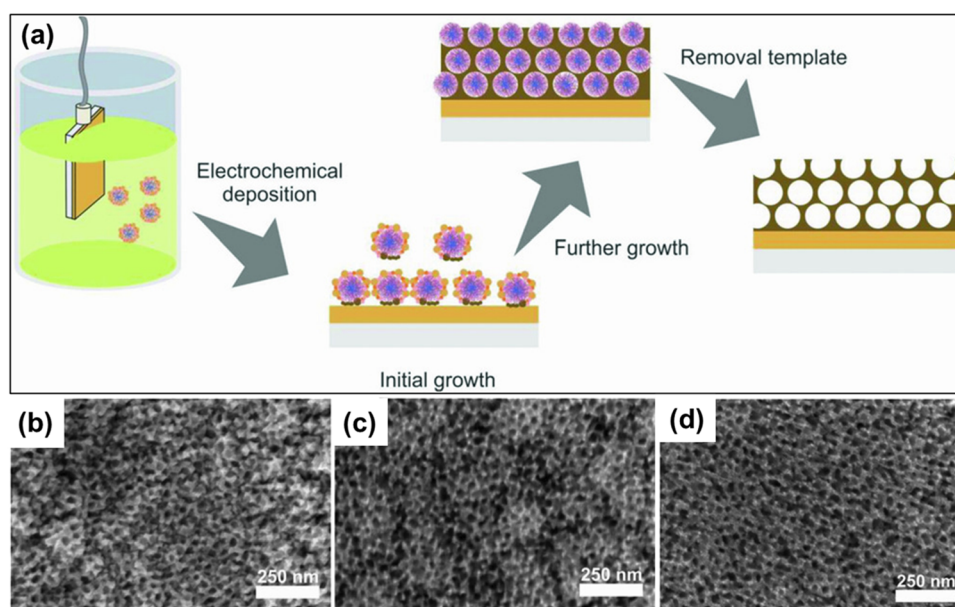 (a)
Electrochemical
deposition
Initial growth
Further growth
Removal template
(b)
250 nm
(c)
250 nm
(d)
250 nm